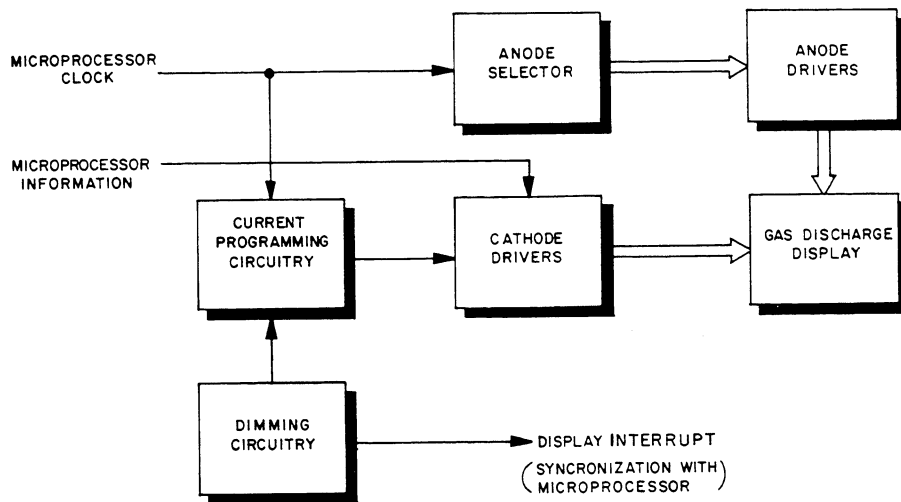 MICROPROCESSOR
CLOCK
ANODE
SELECTOR
ANODE
DRIVERS
MICROPROCESSOR
INFORMATION
CURRENT
PROGRAMMING
CIRCUITRY
CATHODE
DRIVERS
GAS DISCHARGE
DISPLAY
DIMMING
CIRCUITRY
DISPLAY INTERRUPT
(SYNCRONIZATION WITH
MICROPROCESSOR)